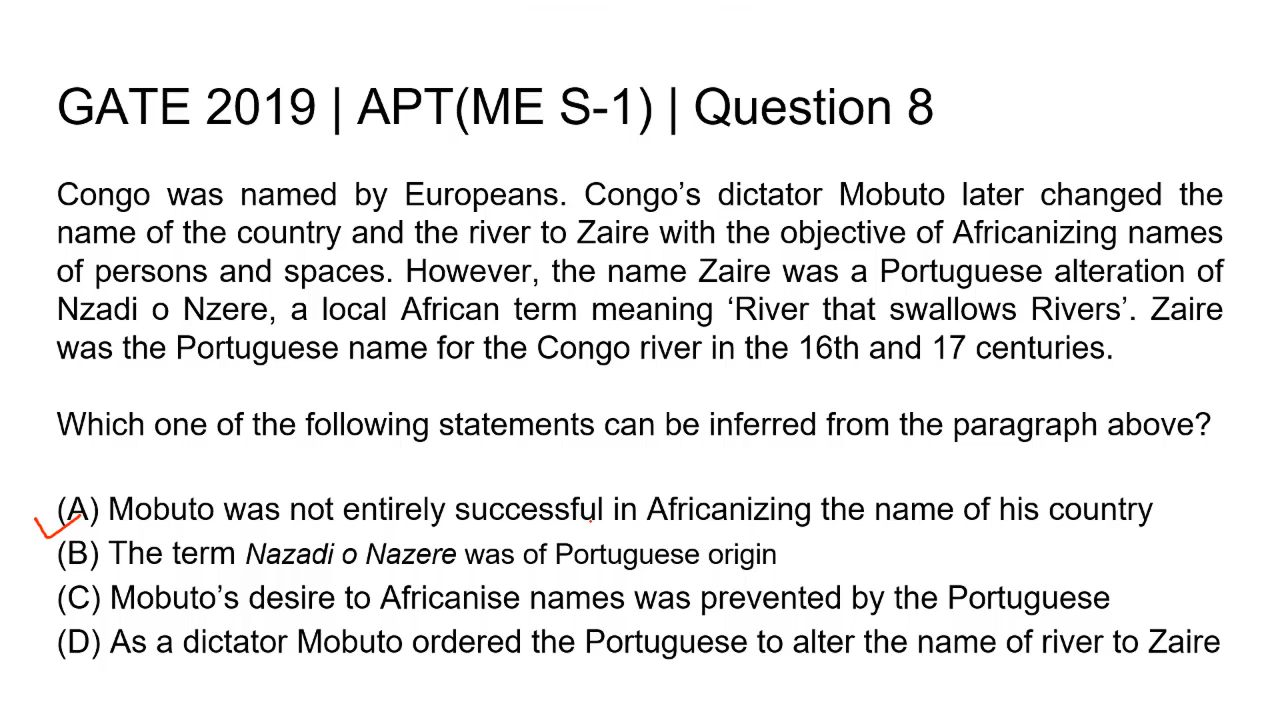 GATE 2019 | APT(ME S-1) | Question 8
Congo was named by Europeans. Congo’s dictator Mobuto later changed the
name of the country and the river to Zaire with the objective of Africanizing names
of persons and spaces. However, the name Zaire was a Portuguese alteration of
Nzadi o Nzere, a local African term meaning ‘River that swallows Rivers’. Zaire
was the Portuguese name for the Congo river in the 16th and 17 centuries.
Which one of the following statements can be inferred from the paragraph above?
(A) Mobuto was not entirely successful in Africanizing the name of his country
(B) The term Nazadi o Nazere was of Portuguese origin
(C) Mobuto’s desire to Africanise names was prevented by the Portuguese
(D) As a dictator Mobuto ordered the Portuguese to alter the name of river to Zaire